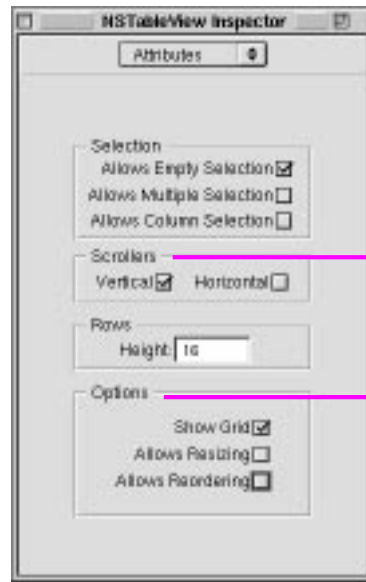 NSTableView Inspector
Attributes
Selection
Allows Empty Selection
Allows Multiple Selection
Allows Column Selection
Scrollers
Vertical Horizontal
Rows
Height: 16
Options
Show Grid
Allows Resizing
Allows Reordering